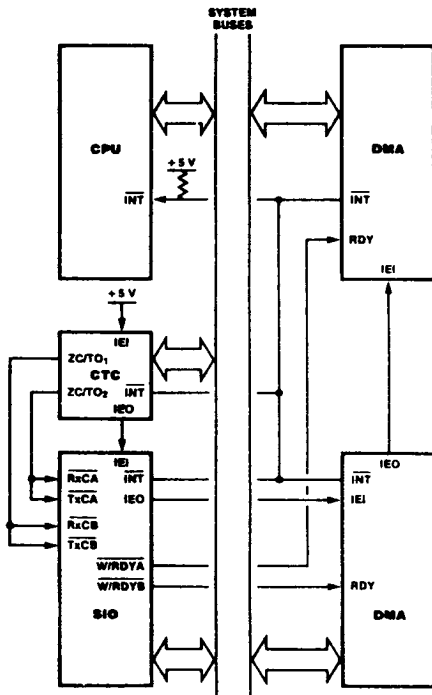 SYSTEM
BUSES
CPU
+5 V
INT
DMA
INT
RDY
IEI
+5 V
IEI
ZC/TO1
CTC
ZC/TO2
INT
IEO
IEI
RxCA
INT
TxCA
IEO
RxCB
TxCB
W/RDYA
W/RDYB
SIO
IEO
INT
IEI
RDY
DMA